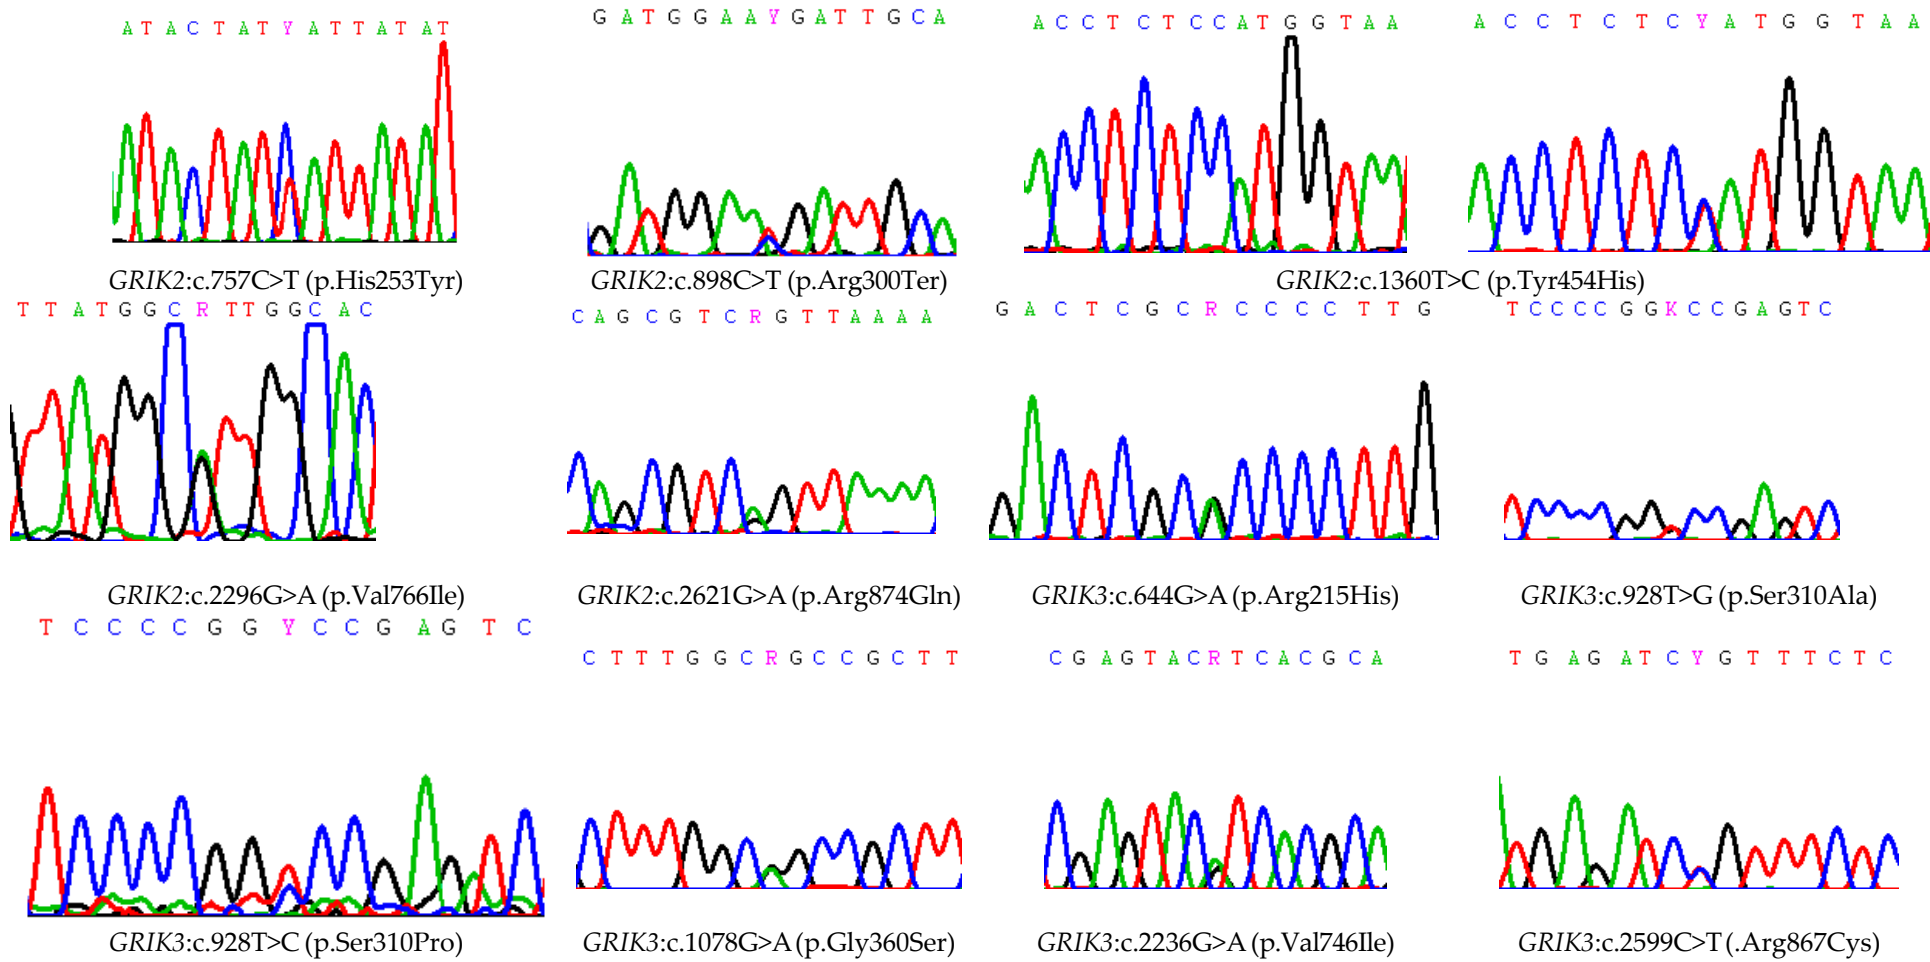 A T A C T A T Y A T T A T A T
G A T G G A A Y G A T T G C A
A C C T C T C C A T G G T A A
A C C T C T C Y A T G G T A A
GRIK2:c.757C>T (p.His253Tyr)
GRIK2:c.898C>T (p.Arg300Ter)
GRIK2:c.1360T>C (p.Tyr454His)
T T A T G G C R T T G G C A C
C A G C G T C R G T T A A A A
G A C T C G C R C C C C T T G
T C C C C G G K C C G A G T C
GRIK2:c.2296G>A (p.Val766Ile)
GRIK2:c.2621G>A (p.Arg874Gln)
GRIK3:c.644G>A (p.Arg215His)
GRIK3:c.928T>G (p.Ser310Ala)
T C C C C G G Y C C G A G T C
C T T T G G C R G C C G C T T
C G A G T A C R T C A C G C A
T G A G A T C Y G T T T C T C
GRIK3:c.928T>C (p.Ser310Pro)
GRIK3:c.1078G>A (p.Gly360Ser)
GRIK3:c.2236G>A (p.Val746Ile)
GRIK3:c.2599C>T (.Arg867Cys)